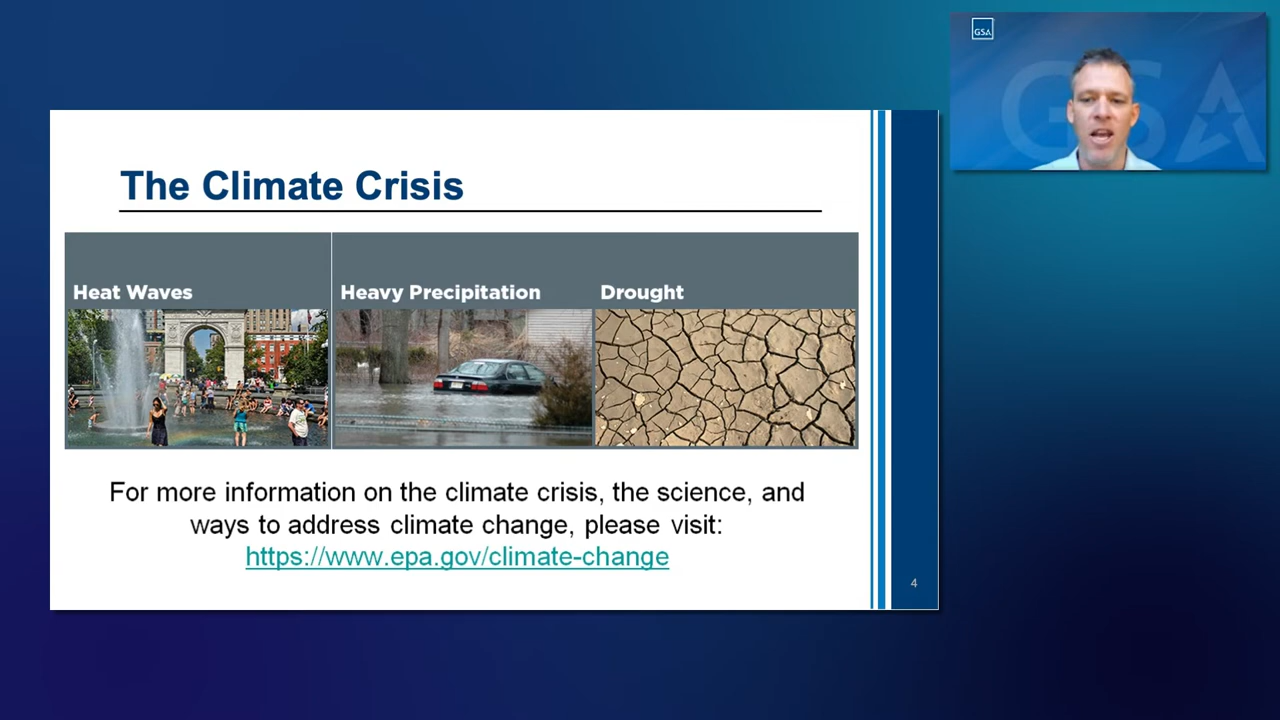 GSA
GSA
The Climate Crisis
Heat Waves
Heavy Precipitation
Drought
For more information on the climate crisis, the science, and
ways to address climate change, please visit:
https://www.epa.gov/climate-change
4